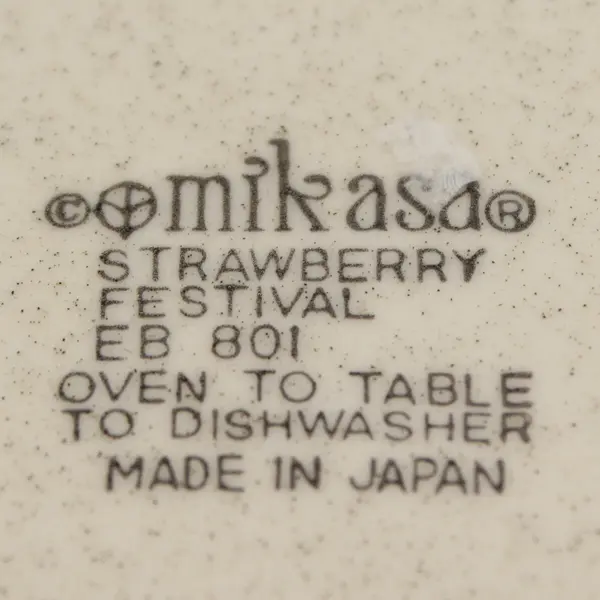 © mikasa®
STRAWBERRY
FESTIVAL
EB 801
OVEN TO TABLE
TO DISHWASHER
MADE IN JAPAN